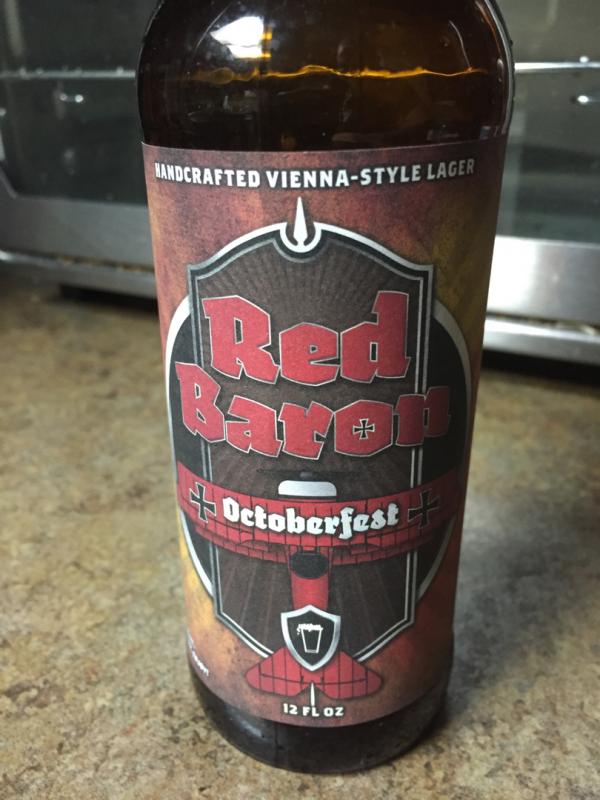 HANDCRAFTED VIENNA-STYLE LAGER
Red
Baron
Octoberfest
12 FL OZ